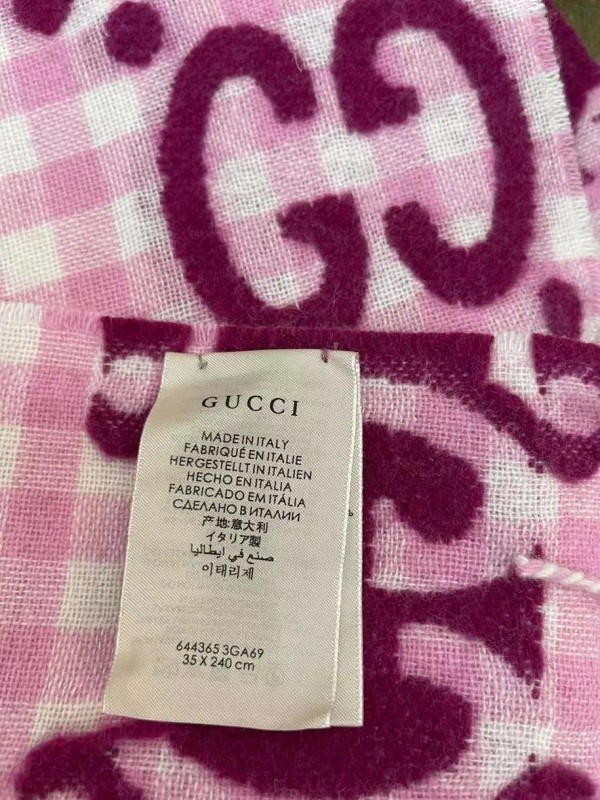 GUCCI
MADE IN ITALY
FABRIQUÉ EN ITALIE
HERGESTELLT IN ITALIEN
HECHO EN ITALIA
FABRICADO EM ITÁLIA
СДЕЛАНО В ИТАЛИИ
产地:意大利
イタリア製
صنع في ايطاليا
이태리제
644365 3GA69
35 X 240 cm